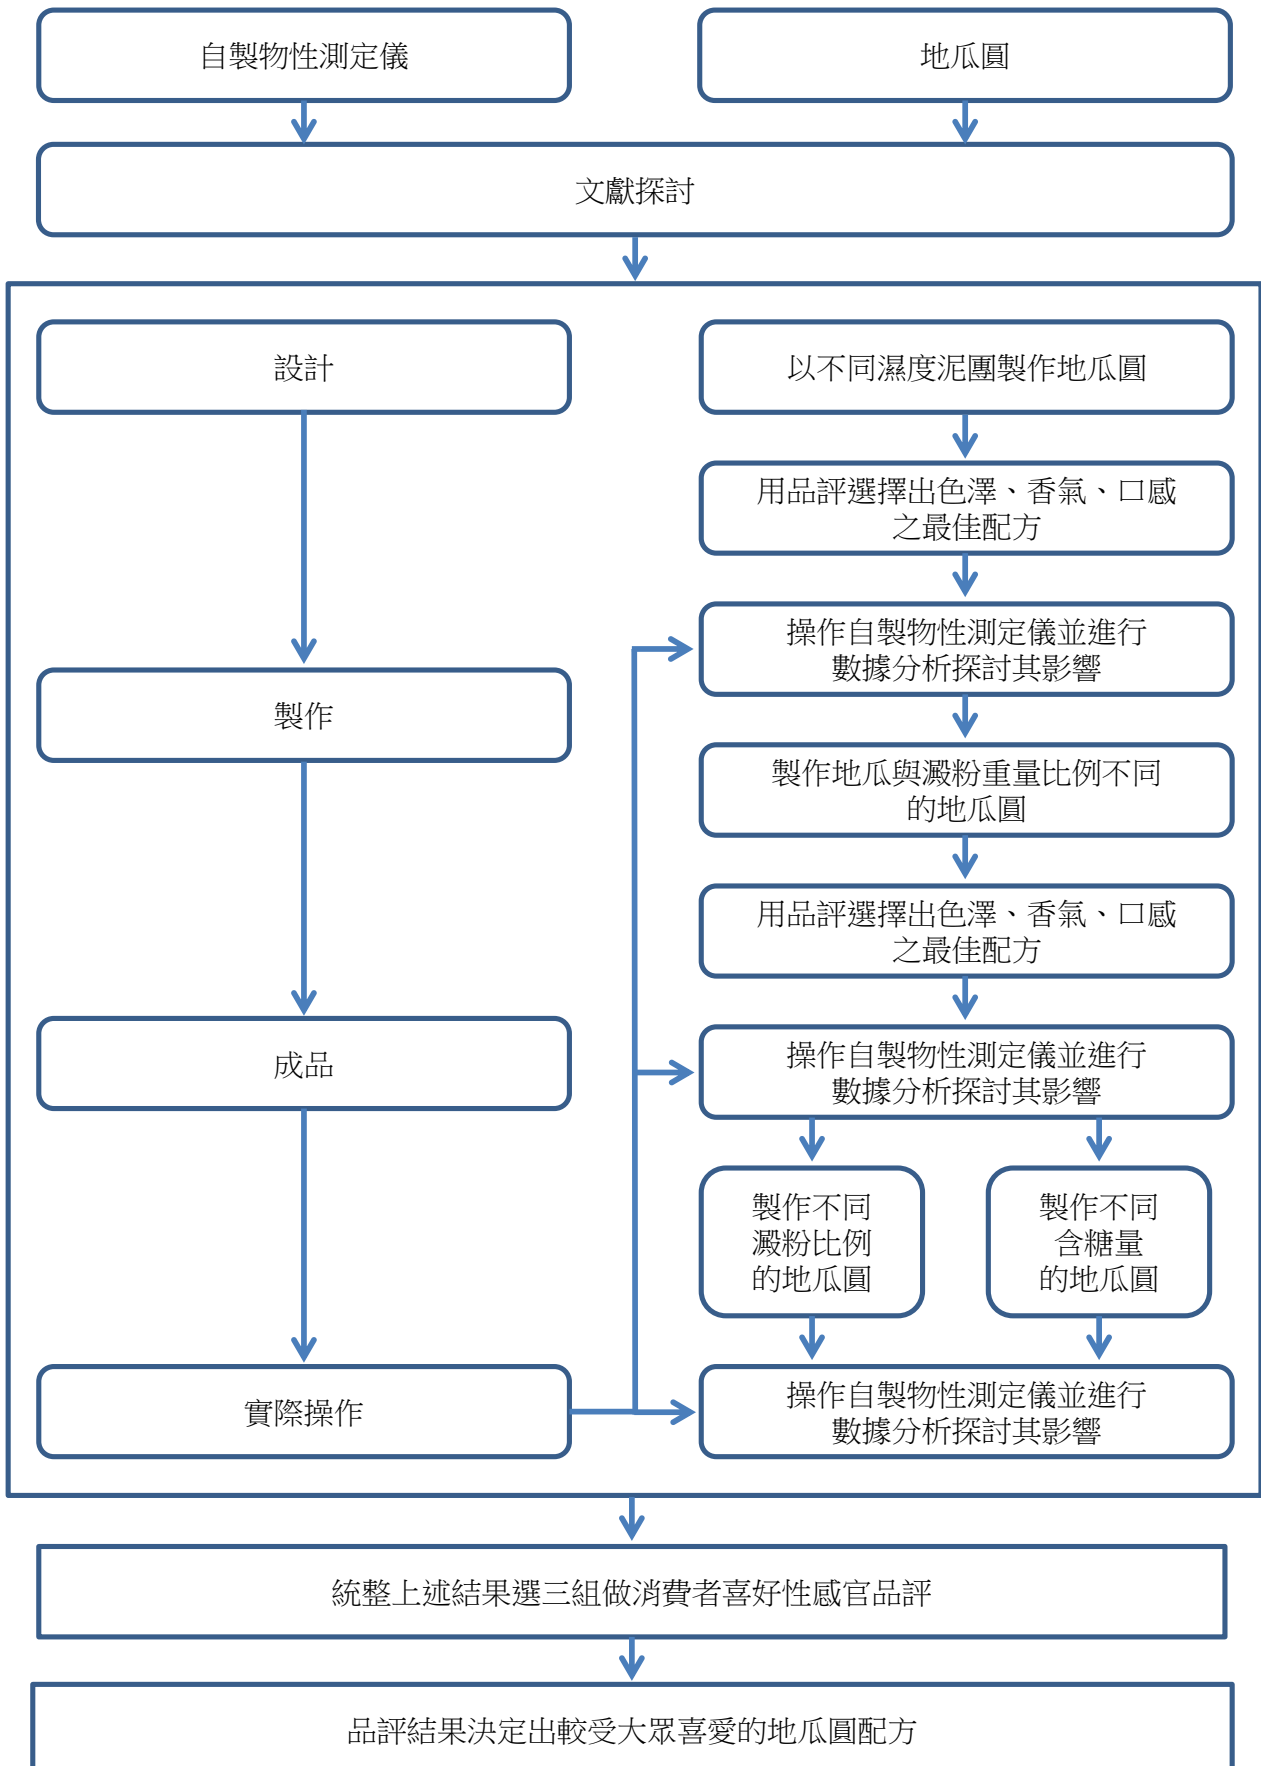 自製物性測定儀
地瓜圓
文獻探討
設計
以不同濕度泥團製作地瓜圓
用品評選擇出色澤、香氣、口感
之最佳配方
操作自製物性測定儀並進行
數據分析探討其影響
製作
製作地瓜與澱粉重量比例不同
的地瓜圓
用品評選擇出色澤、香氣、口感
之最佳配方
成品
操作自製物性測定儀並進行
數據分析探討其影響
製作不同
澱粉比例
的地瓜圓
製作不同
含糖量
的地瓜圓
實際操作
操作自製物性測定儀並進行
數據分析探討其影響
統整上述結果選三組做消費者喜好性感官品評
品評結果決定出較受大眾喜愛的地瓜圓配方